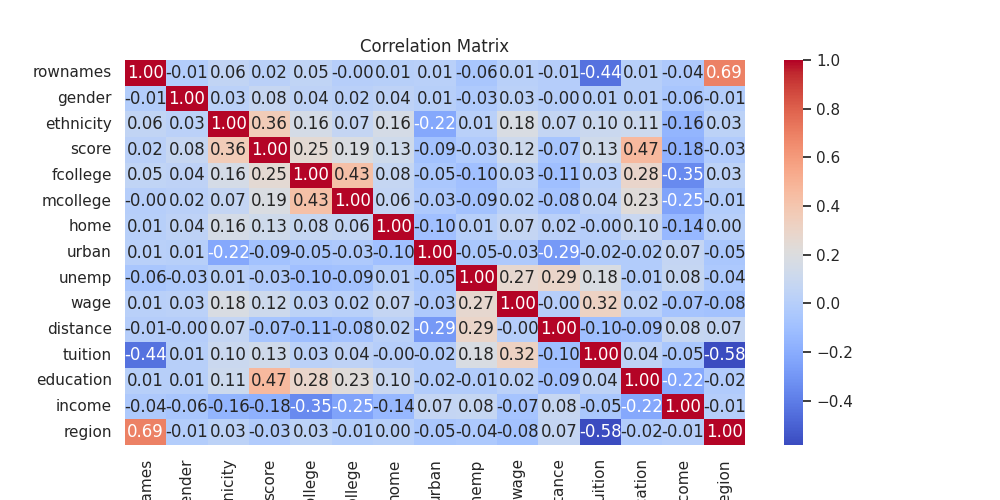 Correlation Matrix
rownames 1.00 -0.01 0.06 0.02 0.05 -0.00 0.01 0.01 -0.06 0.01 -0.01 -0.44 0.01 -0.04 0.69
gender -0.01 1.00 0.03 0.08 0.04 0.02 0.04 0.01 -0.03 0.03 -0.00 0.01 0.01 -0.06 -0.01
ethnicity 0.06 0.03 1.00 0.36 0.16 0.07 0.16 -0.22 0.01 0.18 0.07 0.10 0.11 -0.16 0.03
score 0.02 0.08 0.36 1.00 0.25 0.19 0.13 -0.09 -0.03 0.12 -0.07 0.13 0.47 -0.18 -0.03
fcollege 0.05 0.04 0.16 0.25 1.00 0.43 0.08 -0.05 -0.10 0.03 -0.11 0.03 0.28 -0.35 0.03
mcollege -0.00 0.02 0.07 0.19 0.43 1.00 0.06 -0.03 -0.09 0.02 -0.08 0.04 0.23 -0.25 -0.01
home 0.01 0.04 0.16 0.13 0.08 0.06 1.00 -0.10 0.01 0.07 0.02 -0.00 0.10 -0.14 0.00
urban 0.01 0.01 -0.22 -0.09 -0.05 -0.03 -0.10 1.00 -0.05 -0.03 -0.29 -0.02 -0.02 0.07 -0.05
unemp -0.06 -0.03 0.01 -0.03 -0.10 -0.09 0.01 -0.05 1.00 0.27 0.29 0.18 -0.01 0.08 -0.04
wage 0.01 0.03 0.18 0.12 0.03 0.02 0.07 -0.03 0.27 1.00 -0.00 0.32 0.02 -0.07 -0.08
distance -0.01 -0.00 0.07 -0.07 -0.11 -0.08 0.02 -0.29 0.29 -0.00 1.00 -0.10 -0.09 0.08 0.07
tuition -0.44 0.01 0.10 0.13 0.03 0.04 -0.00 -0.02 0.18 0.32 -0.10 1.00 0.04 -0.05 -0.58
education 0.01 0.01 0.11 0.47 0.28 0.23 0.10 -0.02 -0.01 0.02 -0.09 0.04 1.00 -0.22 -0.02
income -0.04 -0.06 -0.16 -0.18 -0.35 -0.25 -0.14 0.07 0.08 -0.07 0.08 -0.05 -0.22 1.00 -0.01
region 0.69 -0.01 0.03 -0.03 0.03 -0.01 0.00 -0.05 -0.04 -0.08 0.07 -0.58 -0.02 -0.01 1.00
ames ender nicity score ollege ollege home urban nemp wage tance uition ation come egion
1.0
0.8
0.6
0.4
0.2
0.0
−0.2
−0.4